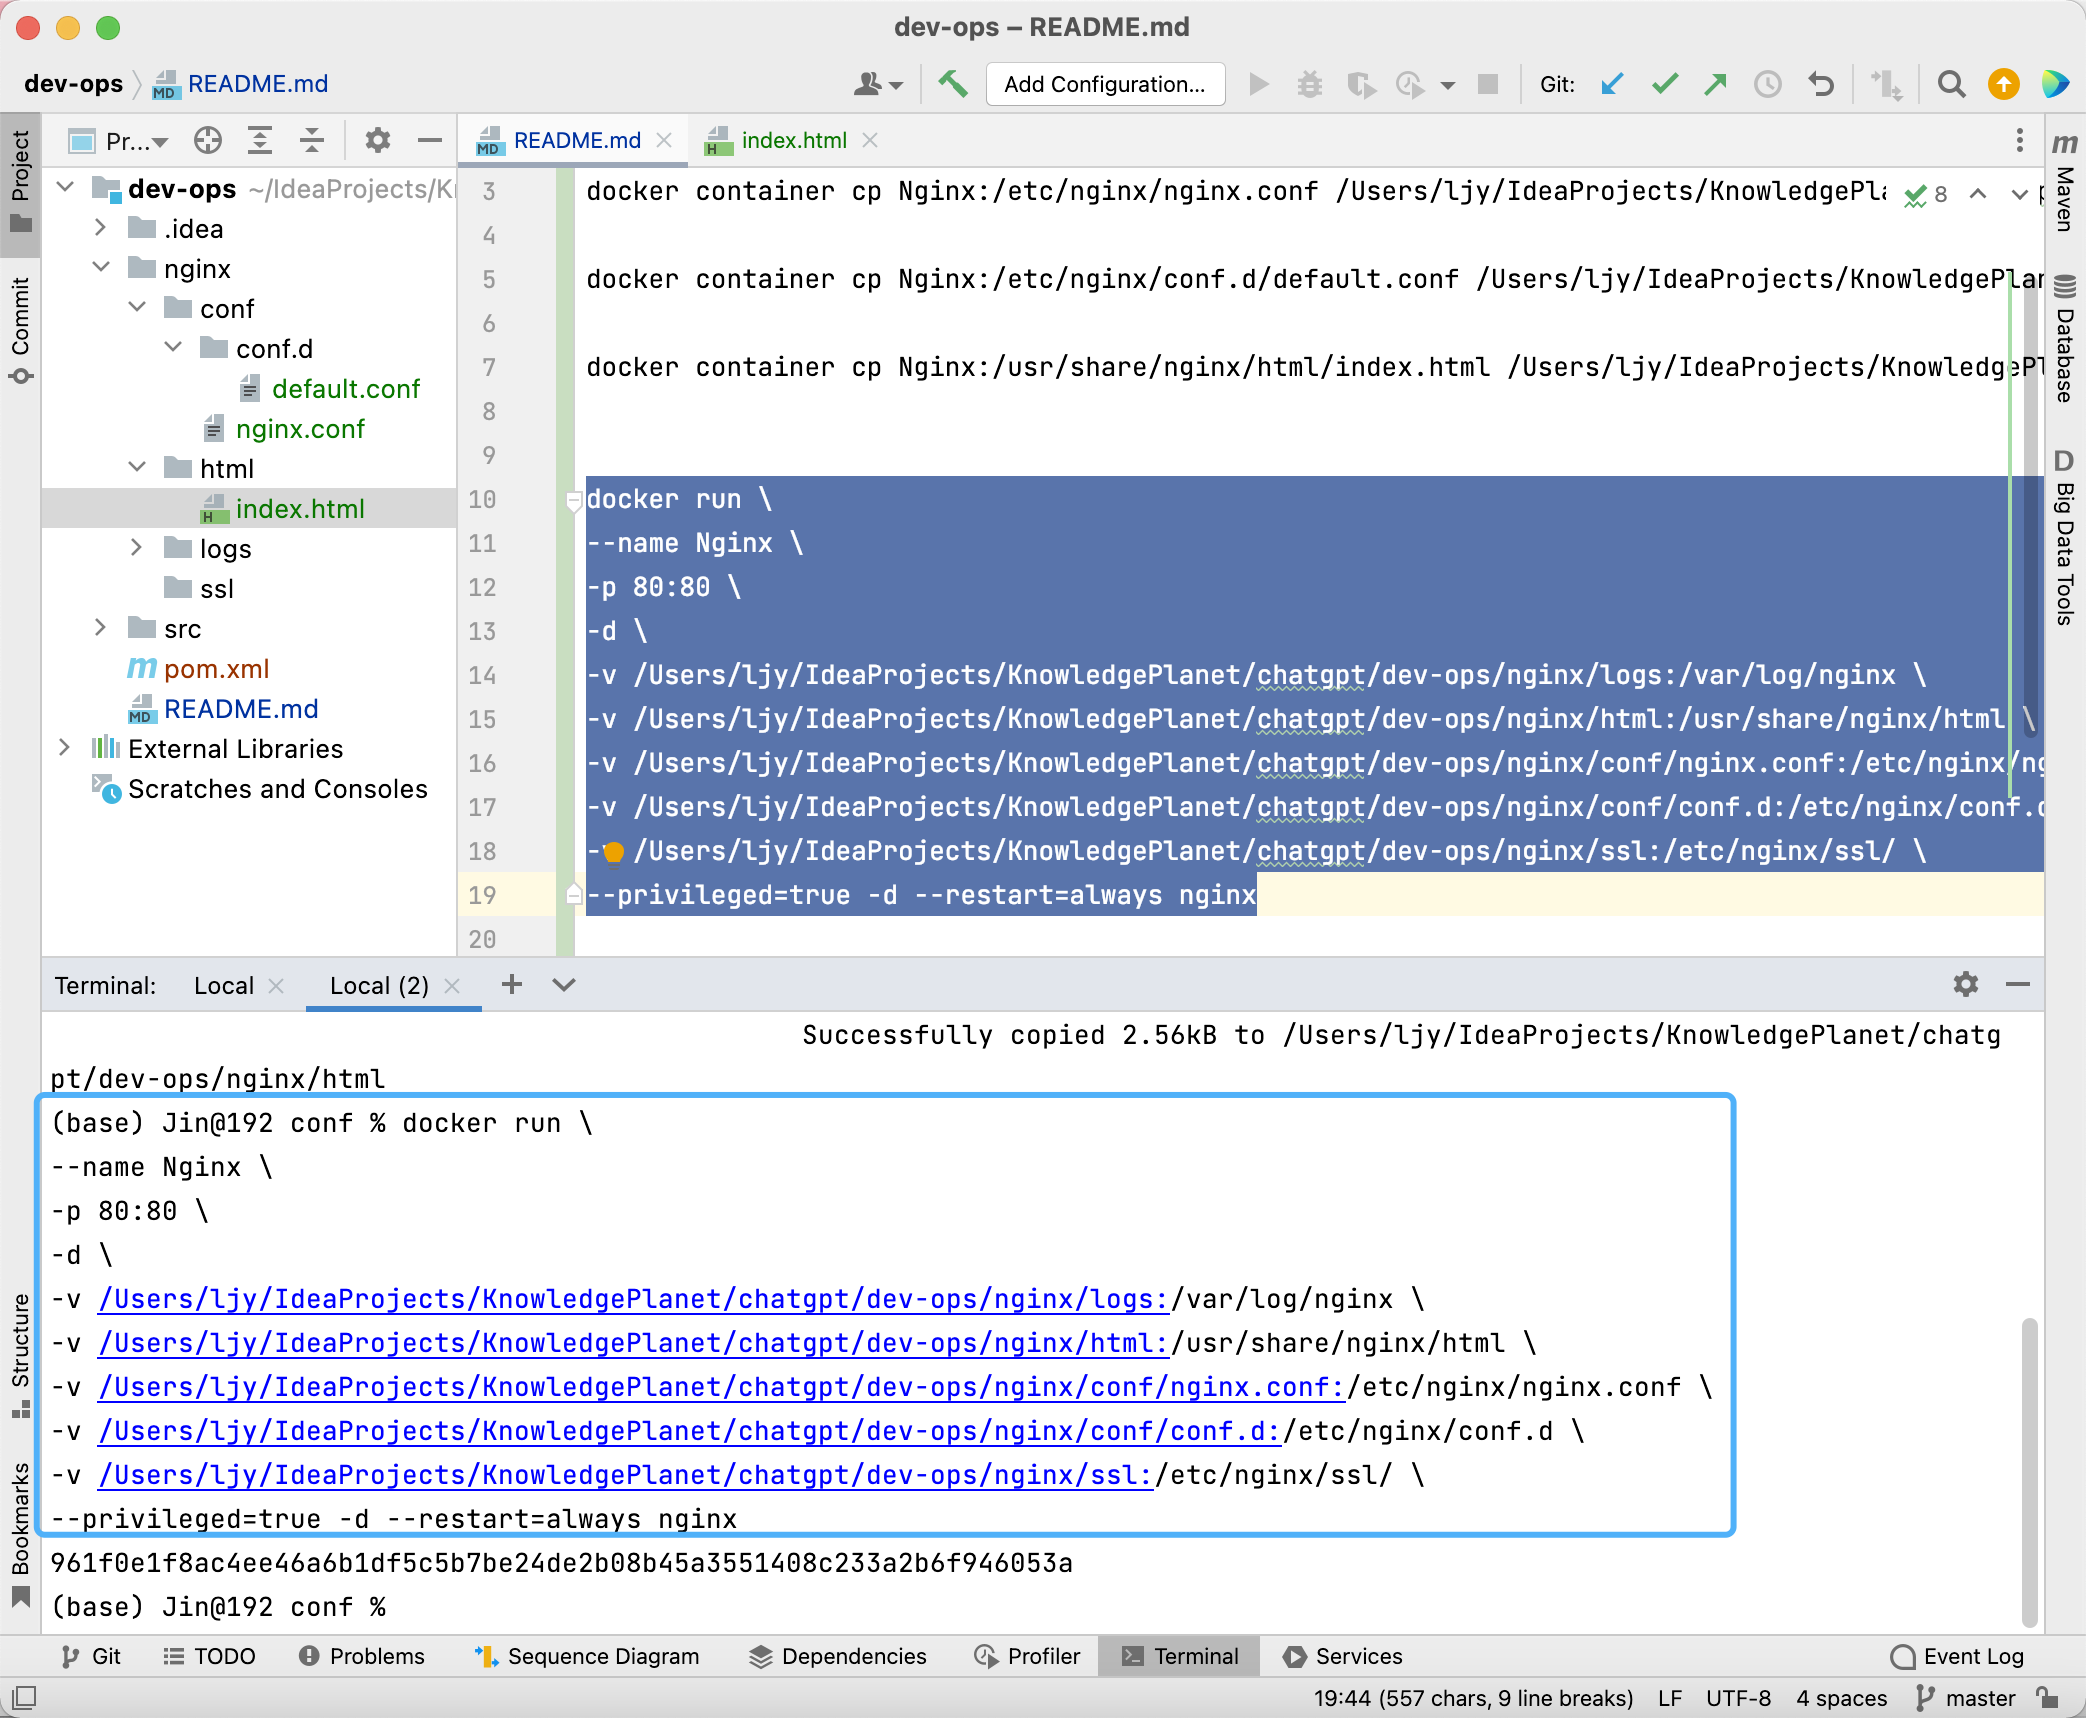 dev-ops – README.md
dev-ops
README.md
Add Configuration...
Git:
Project
Pr...
README.md
index.html
dev-ops ~/IdeaProjects/K
.idea
nginx
conf
conf.d
default.conf
nginx.conf
html
index.html
logs
ssl
src
pom.xml
README.md
External Libraries
Scratches and Consoles
Commit
Structure
Bookmarks
3 docker container cp Nginx:/etc/nginx/nginx.conf /Users/ljy/IdeaProjects/KnowledgePla
8
4
5 docker container cp Nginx:/etc/nginx/conf.d/default.conf /Users/ljy/IdeaProjects/KnowledgePlan
6
7 docker container cp Nginx:/usr/share/nginx/html/index.html /Users/ljy/IdeaProjects/KnowledgePl
8
9
10 docker run \
11 --name Nginx \
12 -p 80:80 \
13 -d \
14 -v /Users/ljy/IdeaProjects/KnowledgePlanet/chatgpt/dev-ops/nginx/logs:/var/log/nginx \
15 -v /Users/ljy/IdeaProjects/KnowledgePlanet/chatgpt/dev-ops/nginx/html:/usr/share/nginx/html \
16 -v /Users/ljy/IdeaProjects/KnowledgePlanet/chatgpt/dev-ops/nginx/conf/nginx.conf:/etc/nginx/ng
17 -v /Users/ljy/IdeaProjects/KnowledgePlanet/chatgpt/dev-ops/nginx/conf/conf.d:/etc/nginx/conf.d
18 - /Users/ljy/IdeaProjects/KnowledgePlanet/chatgpt/dev-ops/nginx/ssl:/etc/nginx/ssl/ \
19 --privileged=true -d --restart=always nginx
20
m Maven
Database
D Big Data Tools
Terminal: Local Local (2)
Successfully copied 2.56kB to /Users/ljy/IdeaProjects/KnowledgePlanet/chatg
pt/dev-ops/nginx/html
(base) Jin@192 conf % docker run \
--name Nginx \
-p 80:80 \
-d \
-v /Users/ljy/IdeaProjects/KnowledgePlanet/chatgpt/dev-ops/nginx/logs:/var/log/nginx \
-v /Users/ljy/IdeaProjects/KnowledgePlanet/chatgpt/dev-ops/nginx/html:/usr/share/nginx/html \
-v /Users/ljy/IdeaProjects/KnowledgePlanet/chatgpt/dev-ops/nginx/conf/nginx.conf:/etc/nginx/nginx.conf \
-v /Users/ljy/IdeaProjects/KnowledgePlanet/chatgpt/dev-ops/nginx/conf/conf.d:/etc/nginx/conf.d \
-v /Users/ljy/IdeaProjects/KnowledgePlanet/chatgpt/dev-ops/nginx/ssl:/etc/nginx/ssl/ \
--privileged=true -d --restart=always nginx
961f0e1f8ac4ee46a6b1df5c5b7be24de2b08b45a3551408c233a2b6f946053a
(base) Jin@192 conf %
Git TODO Problems Sequence Diagram Dependencies Profiler Terminal Services Event Log
19:44 (557 chars, 9 line breaks) LF UTF-8 4 spaces master